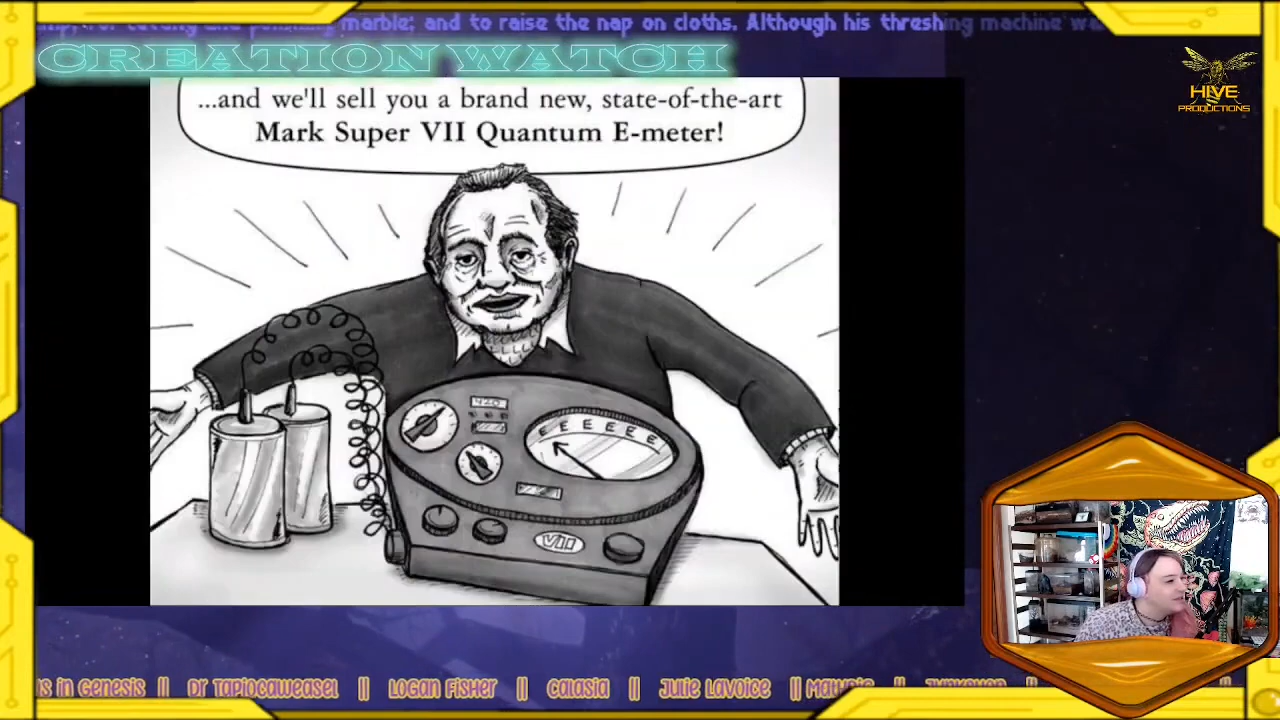 marble; and to raise the nap on cloths. Although his threshing machine
CREATION WATCH
HIVE
PRODUCTIONS
...and we'll sell you a brand new, state-of-the-art
Mark Super VII Quantum E-meter!
420
E E E E E E
VII
in Genesis || Dr Tapiocaweasel || Logan Fisher || Calasia || Julie LaVoice ||